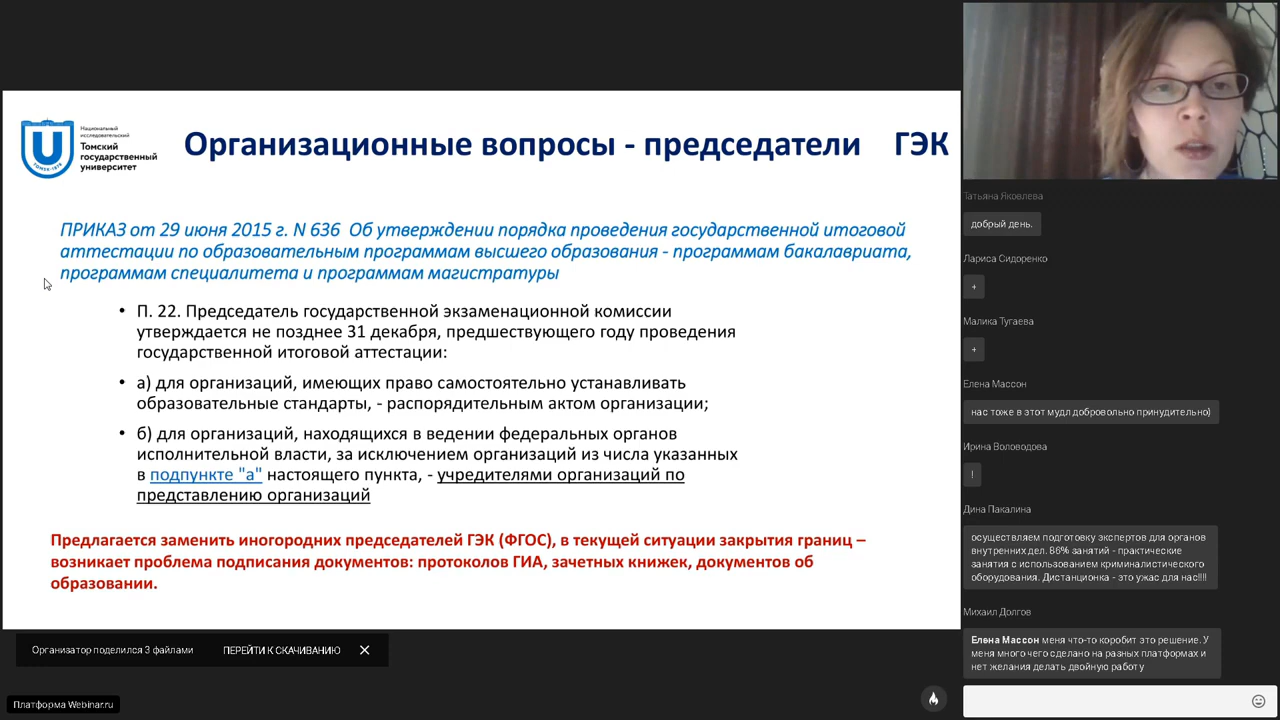 Национальный
исследовательский
Томский
государственный
университет
Организационные вопросы - председатели ГЭК
ПРИКАЗ от 29 июня 2015 г. N 636 Об утверждении порядка проведения государственной итоговой
аттестации по образовательным программам высшего образования - программам бакалавриата,
программам специалитета и программам магистратуры
• П. 22. Председатель государственной экзаменационной комиссии
утверждается не позднее 31 декабря, предшествующего году проведения
государственной итоговой аттестации:
• а) для организаций, имеющих право самостоятельно устанавливать
образовательные стандарты, - распорядительным актом организации;
• б) для организаций, находящихся в ведении федеральных органов
исполнительной власти, за исключением организаций из числа указанных
в подпункте "а" настоящего пункта, - учредителями организаций по
представлению организаций
Предлагается заменить иногородних председателей ГЭК (ФГОС), в текущей ситуации закрытия границ –
возникает проблема подписания документов: протоколов ГИА, зачетных книжек, документов об
образовании.
Организатор поделился 3 файлами ПЕРЕЙТИ К СКАЧИВАНИЮ
Платформа Webinar.ru
Татьяна Яковлева
добрый день.
Лариса Сидоренко
+
Малика Тугаева
+
Елена Массон
нас тоже в этот мудл добровольно принудительно)
Ирина Воловодова
!
Дина Пакалина
осуществляем подготовку экспертов для органов
внутренних дел. 86% занятий - практические
занятия с использованием криминалистического
оборудования. Дистанционка - это ужас для нас!!!!
Михаил Долгов
Елена Массон меня что-то коробит это решение. У
меня много чего сделано на разных платформах и
нет желания делать двойную работу